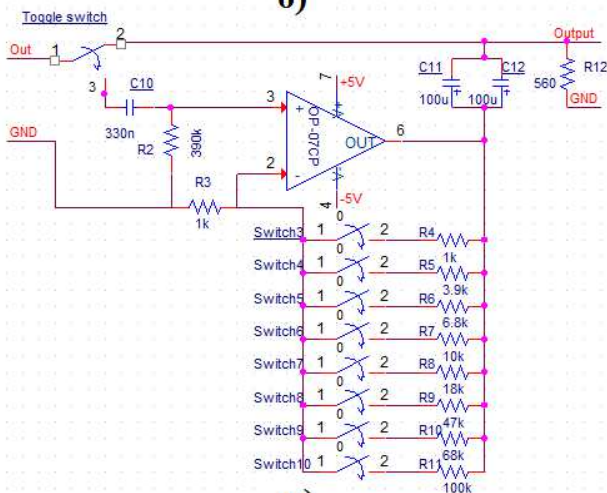 б)
Toggle switch
Out 1 2 Output
3 C10 330n
R2 390k
GND
R3 1k
3 + 7 +5V
OP-07CP
OUT 6
2 - 4 -5V
C11 100u
C12 100u
560 R12
GND
0
Switch3 1 2 R4 1k
0
Switch4 1 2 R5 3.9k
0
Switch5 1 2 R6 6.8k
0
Switch6 1 2 R7 10k
0
Switch7 1 2 R8 18k
0
Switch8 1 2 R9 47k
0
Switch9 1 2 R10 68k
0
Switch10 1 2 R11 100k